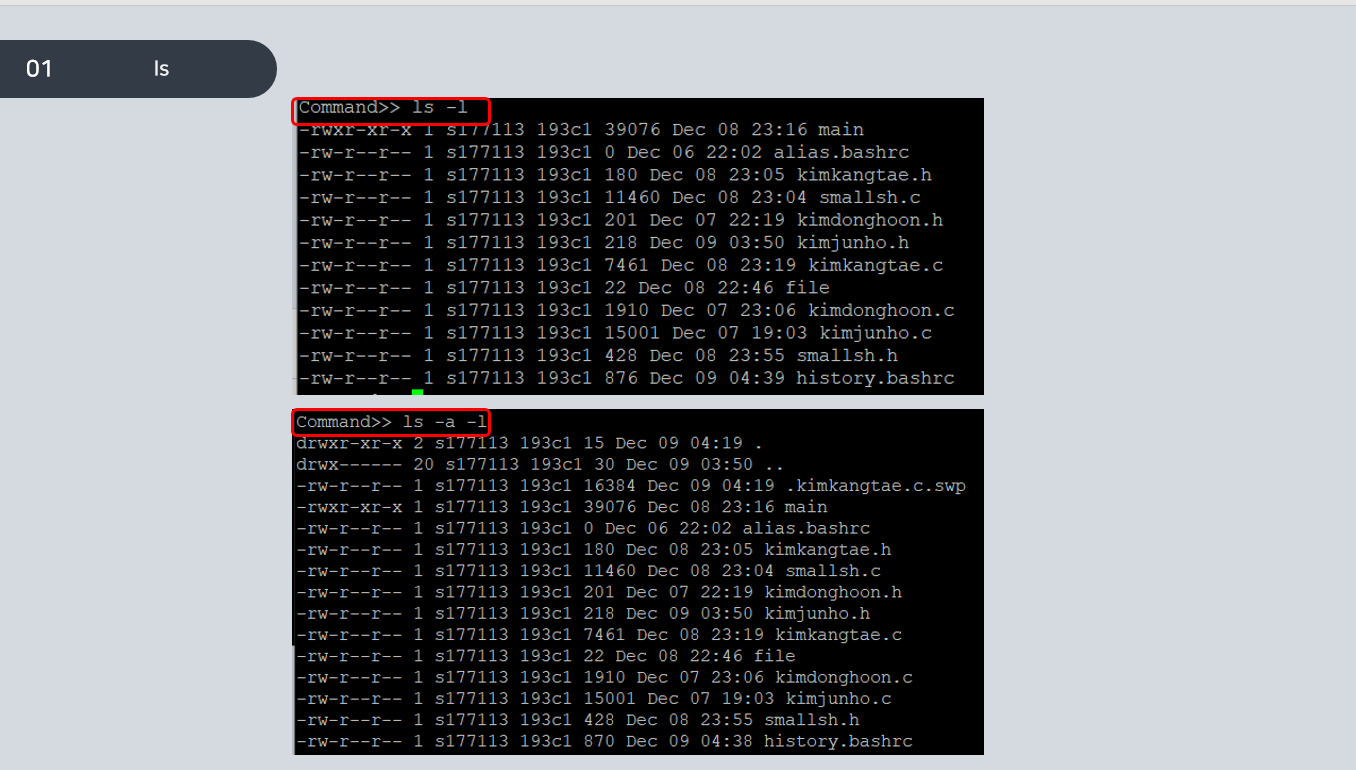 01 ls
Command>> ls -l
-rwxr-xr-x 1 s177113 193c1 39076 Dec 08 23:16 main
-rw-r--r-- 1 s177113 193c1 0 Dec 06 22:02 alias.bashrc
-rw-r--r-- 1 s177113 193c1 180 Dec 08 23:05 kimkangtae.h
-rw-r--r-- 1 s177113 193c1 11460 Dec 08 23:04 smallsh.c
-rw-r--r-- 1 s177113 193c1 201 Dec 07 22:19 kimdonghoon.h
-rw-r--r-- 1 s177113 193c1 218 Dec 09 03:50 kimjunho.h
-rw-r--r-- 1 s177113 193c1 7461 Dec 08 23:19 kimkangtae.c
-rw-r--r-- 1 s177113 193c1 22 Dec 08 22:46 file
-rw-r--r-- 1 s177113 193c1 1910 Dec 07 23:06 kimdonghoon.c
-rw-r--r-- 1 s177113 193c1 15001 Dec 07 19:03 kimjunho.c
-rw-r--r-- 1 s177113 193c1 428 Dec 08 23:55 smallsh.h
-rw-r--r-- 1 s177113 193c1 876 Dec 09 04:39 history.bashrc
Command>> ls -a -l
drwxr-xr-x 2 s177113 193c1 15 Dec 09 04:19 .
drwx------ 20 s177113 193c1 30 Dec 09 03:50 ..
-rw-r--r-- 1 s177113 193c1 16384 Dec 09 04:19 .kimkangtae.c.swp
-rwxr-xr-x 1 s177113 193c1 39076 Dec 08 23:16 main
-rw-r--r-- 1 s177113 193c1 0 Dec 06 22:02 alias.bashrc
-rw-r--r-- 1 s177113 193c1 180 Dec 08 23:05 kimkangtae.h
-rw-r--r-- 1 s177113 193c1 11460 Dec 08 23:04 smallsh.c
-rw-r--r-- 1 s177113 193c1 201 Dec 07 22:19 kimdonghoon.h
-rw-r--r-- 1 s177113 193c1 218 Dec 09 03:50 kimjunho.h
-rw-r--r-- 1 s177113 193c1 7461 Dec 08 23:19 kimkangtae.c
-rw-r--r-- 1 s177113 193c1 22 Dec 08 22:46 file
-rw-r--r-- 1 s177113 193c1 1910 Dec 07 23:06 kimdonghoon.c
-rw-r--r-- 1 s177113 193c1 15001 Dec 07 19:03 kimjunho.c
-rw-r--r-- 1 s177113 193c1 428 Dec 08 23:55 smallsh.h
-rw-r--r-- 1 s177113 193c1 870 Dec 09 04:38 history.bashrc